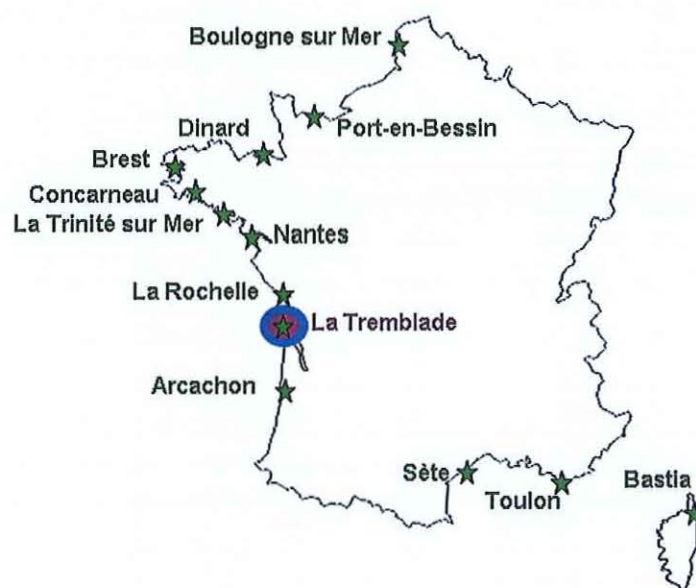 Boulogne sur Mer
Port-en-Bessin
Dinard
Brest
Concarneau
La Trinité sur Mer
Nantes
La Rochelle
La Tremblade
Arcachon
Sète
Toulon
Bastia